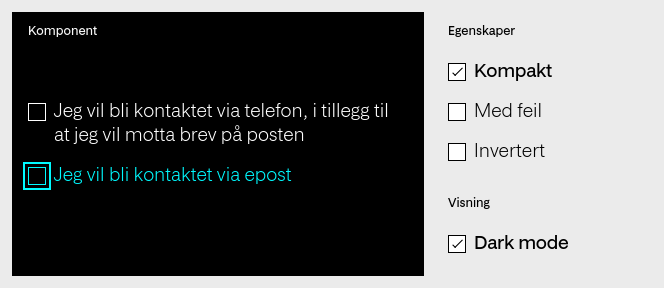 Komponent
Jeg vil bli kontaktet via telefon, i tillegg til
at jeg vil motta brev på posten
Jeg vil bli kontaktet via epost
Egenskaper
Kompakt
Med feil
Invertert
Visning
Dark mode